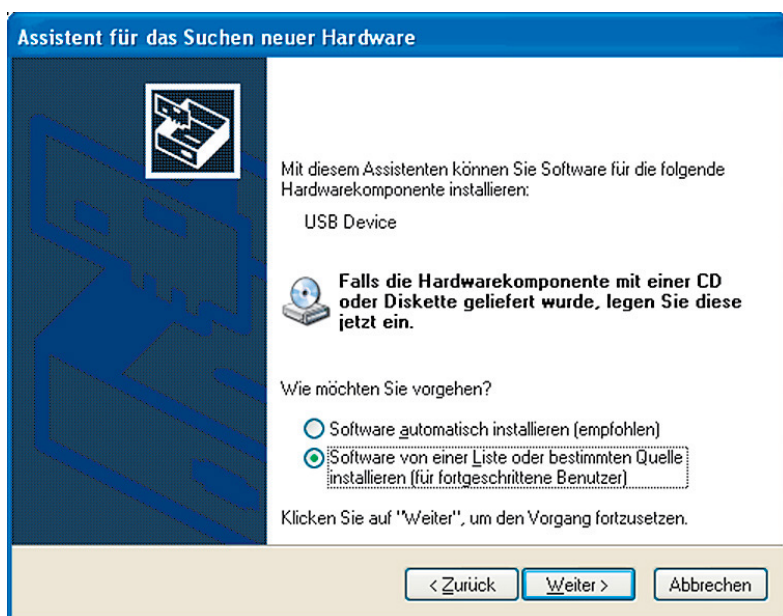 Assistent für das Suchen neuer Hardware
Mit diesem Assistenten können Sie Software für die folgende
Hardwarekomponente installieren:
USB Device
Falls die Hardwarekomponente mit einer CD
oder Diskette geliefert wurde, legen Sie diese
jetzt ein.
Wie möchten Sie vorgehen?
Software automatisch installieren (empfohlen)
Software von einer Liste oder bestimmten Quelle
installieren (für fortgeschrittene Benutzer)
Klicken Sie auf "Weiter", um den Vorgang fortzusetzen.
< Zurück Weiter > Abbrechen